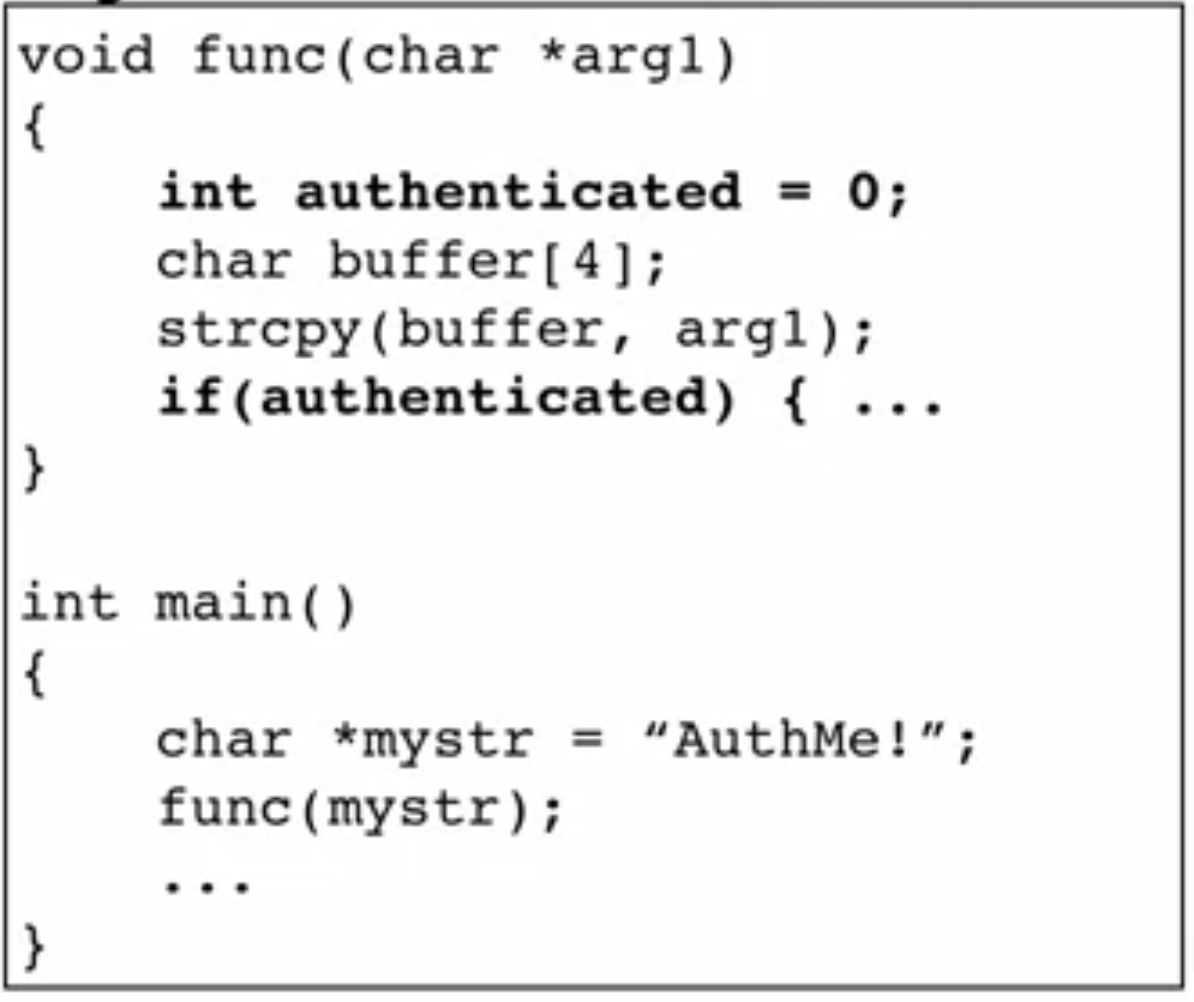 void func(char *arg1)
{
    int authenticated = 0;
    char buffer[4];
    strcpy(buffer, arg1);
    if(authenticated) { ...
}

int main()
{
    char *mystr = “AuthMe!”;
    func(mystr);
    ...
}